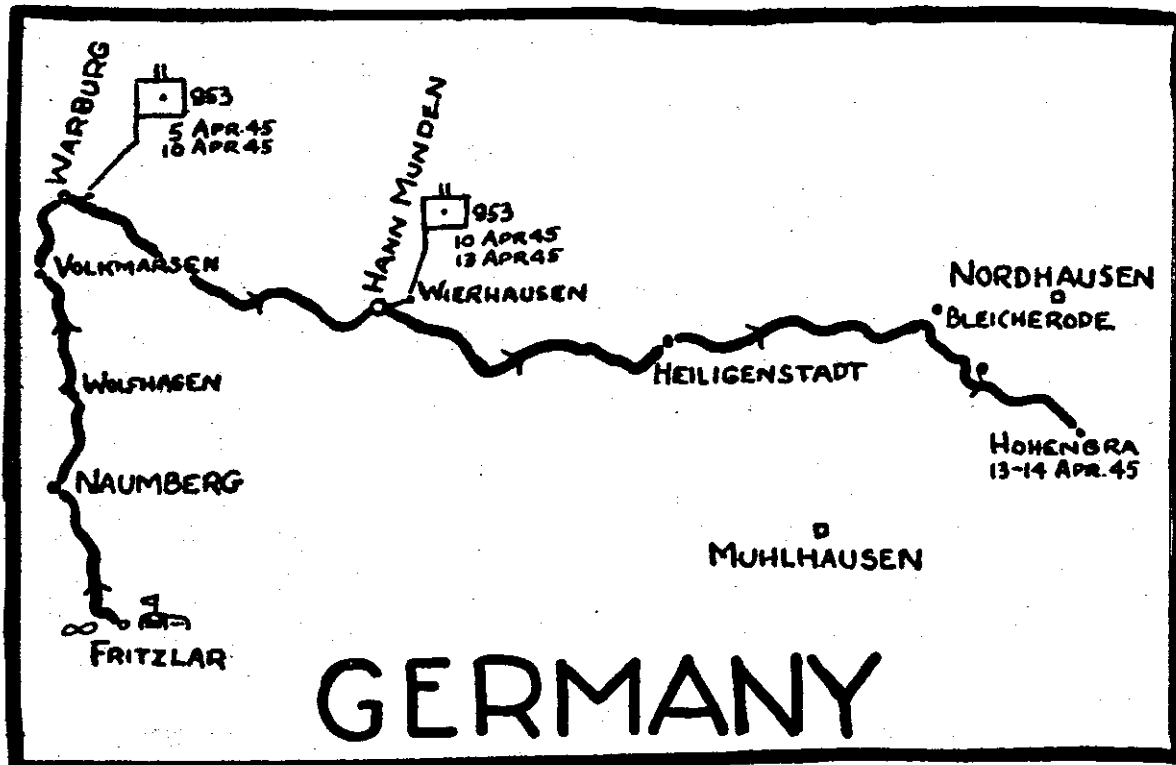 WARBURG
953
5 APR.45
10 APR 45
HANN MUNDEN
953
10 APR 45
13 APR 45
VOLKMARSEN
WIERHAUSEN
NORDHAUSEN
BLEICHERODE
WOLFHAGEN
HEILIGENSTADT
HOHENBRA
13-14 APR.45
NAUMBERG
MUHLHAUSEN
FRITZLAR
GERMANY